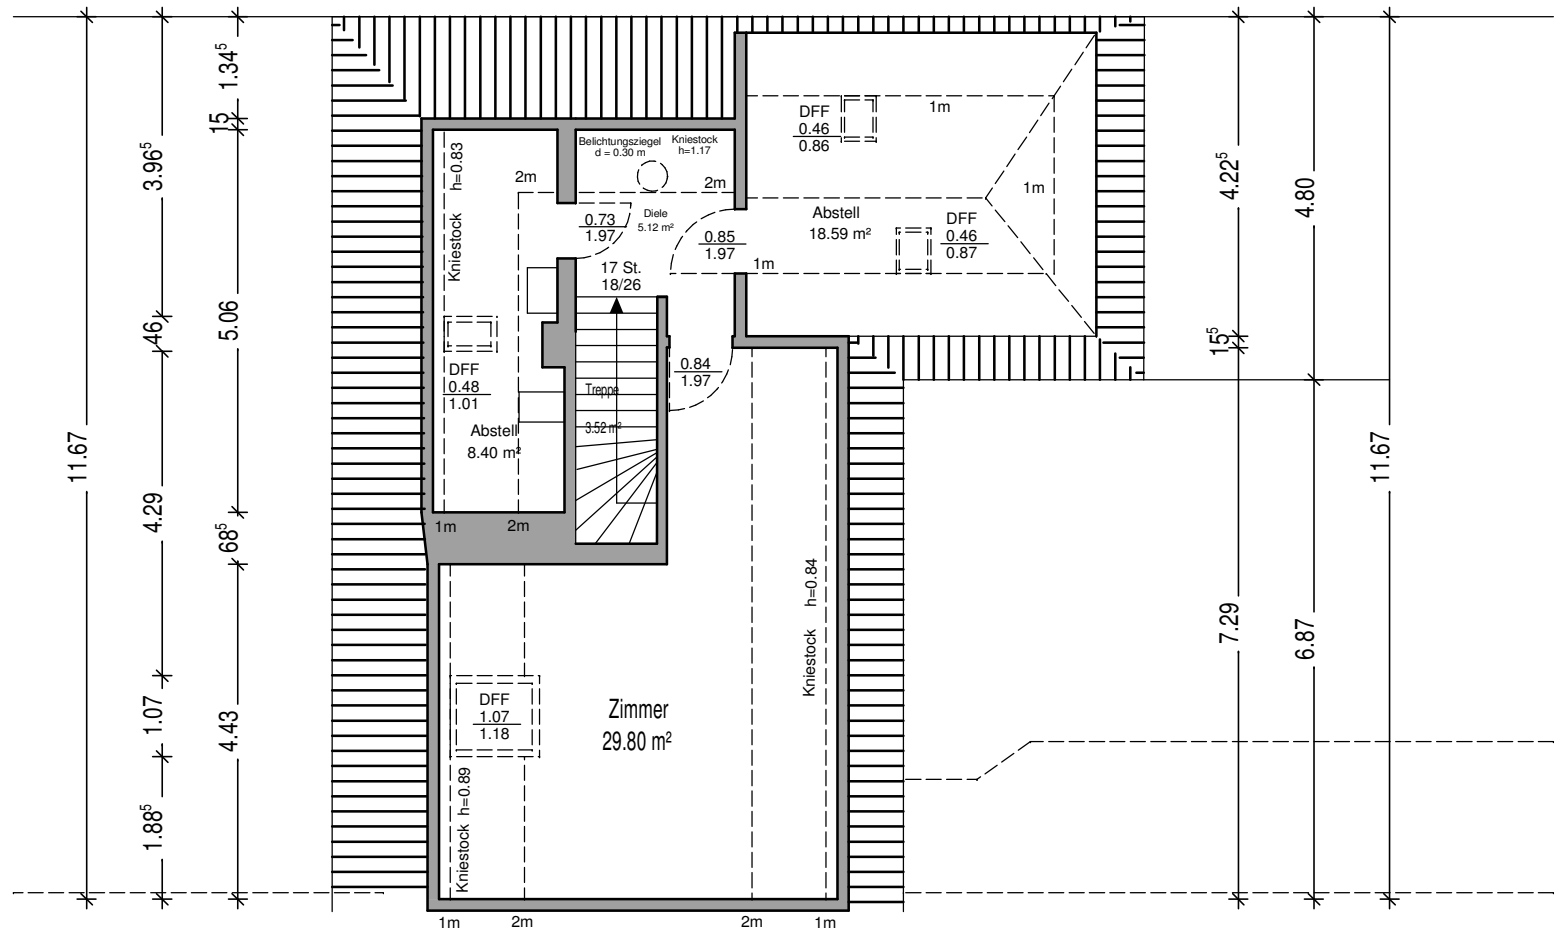 1.34⁵
15
3.96⁵
5.06
46
11.67
4.29
68⁵
1.07
4.43
1.88⁵
Kniestock h=0.83
2m
Belichtungsziegel
d = 0.30 m
Kniestock
h=1.17
2m
Diele
5.12 m²
0.73
1.97
0.85
1.97
17 St.
18/26
DFF
0.46
0.86
1m
1m
Abstell
18.59 m²
DFF
0.46
0.87
1m
DFF
0.48
1.01
Abstell
8.40 m²
Treppe
3.52 m²
0.84
1.97
1m
2m
Kniestock h=0.84
DFF
1.07
1.18
Zimmer
29.80 m²
Kniestock h=0.89
1m
2m
2m
1m
4.22⁵
4.80
15⁵
11.67
7.29
6.87